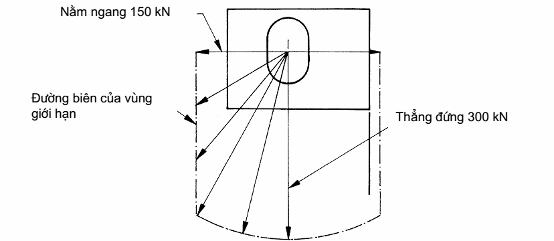 Nằm ngang 150 kN
Đường biên của vùng
giới hạn
Thẳng đứng 300 kN